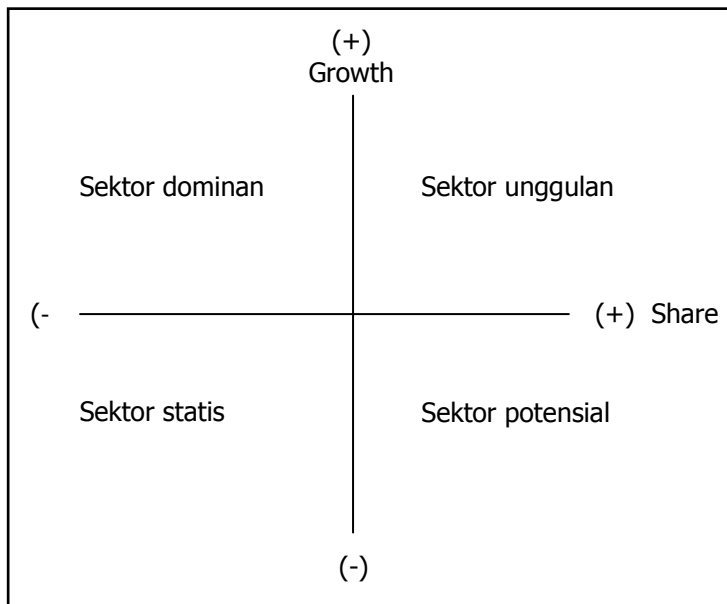 (+)
Growth
Sektor dominan
Sektor unggulan
(-
(+) Share
Sektor statis
Sektor potensial
(-)